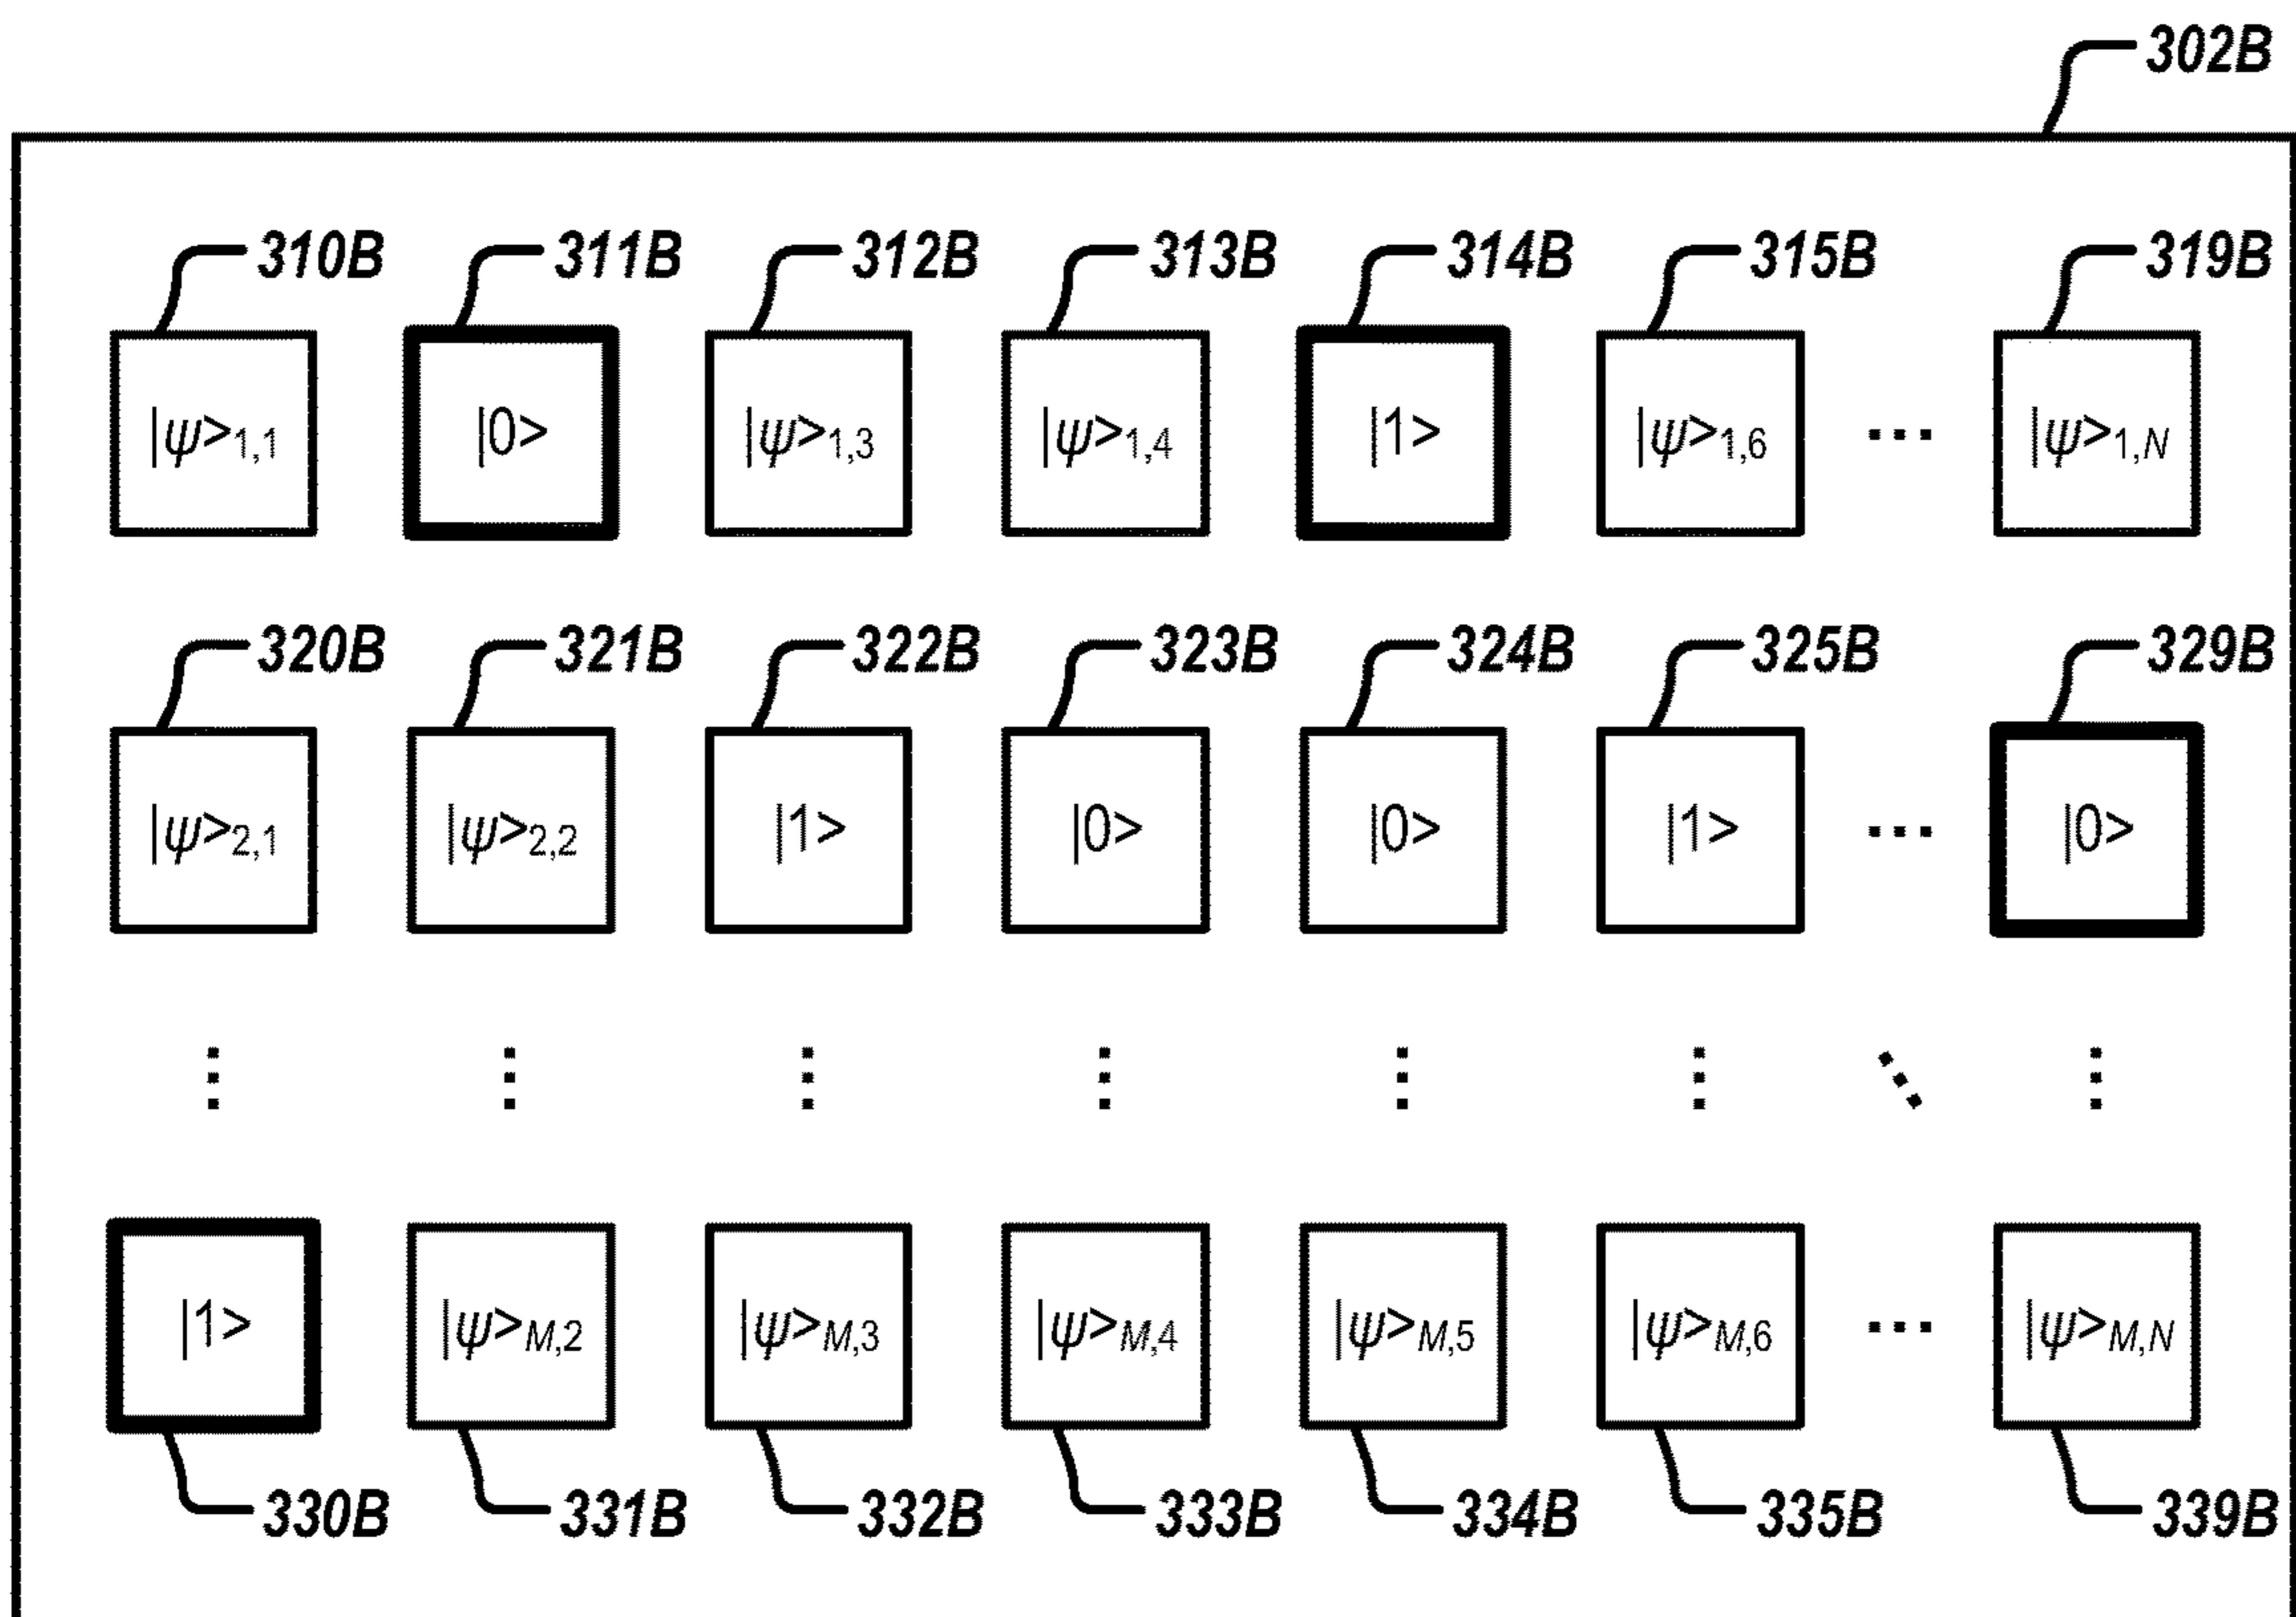 302B
310B 311B 312B 313B 314B 315B 319B
|ψ>1,1 |0> |ψ>1,3 |ψ>1,4 |1> |ψ>1,6 ... |ψ>1,N
320B 321B 322B 323B 324B 325B 329B
|ψ>2,1 |ψ>2,2 |1> |0> |0> |1> ... |0>
|1> |ψ>M,2 |ψ>M,3 |ψ>M,4 |ψ>M,5 |ψ>M,6 ... |ψ>M,N
330B 331B 332B 333B 334B 335B 339B